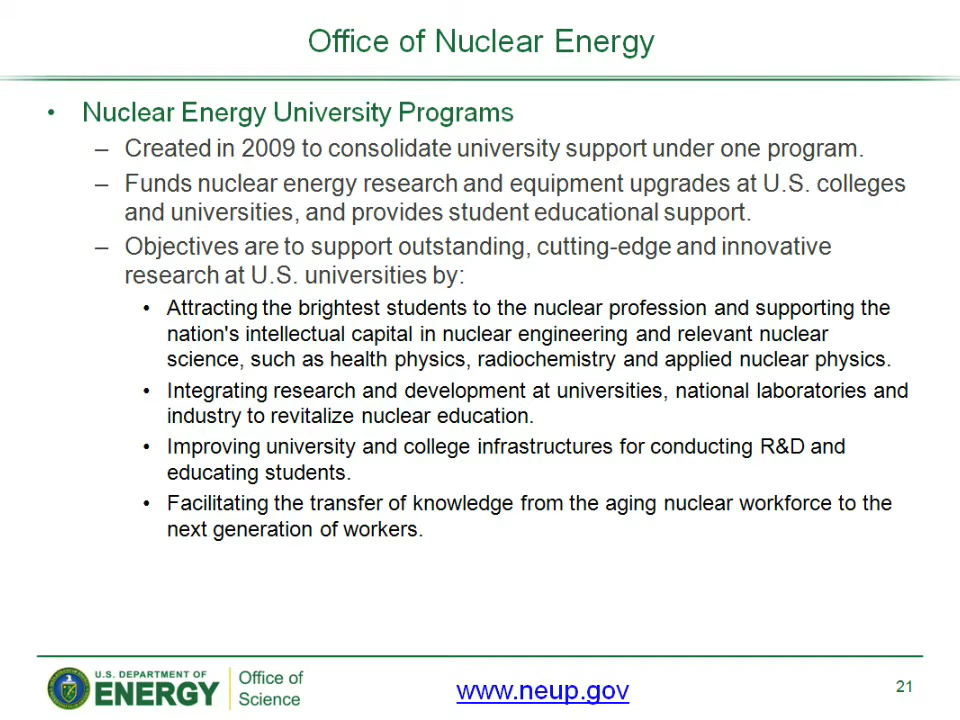 Office of Nuclear Energy
• Nuclear Energy University Programs
– Created in 2009 to consolidate university support under one program.
– Funds nuclear energy research and equipment upgrades at U.S. colleges
and universities, and provides student educational support.
– Objectives are to support outstanding, cutting-edge and innovative
research at U.S. universities by:
• Attracting the brightest students to the nuclear profession and supporting the
nation's intellectual capital in nuclear engineering and relevant nuclear
science, such as health physics, radiochemistry and applied nuclear physics.
• Integrating research and development at universities, national laboratories and
industry to revitalize nuclear education.
• Improving university and college infrastructures for conducting R&D and
educating students.
• Facilitating the transfer of knowledge from the aging nuclear workforce to the
next generation of workers.
U.S. DEPARTMENT OF
ENERGY
Office of
Science
www.neup.gov
21